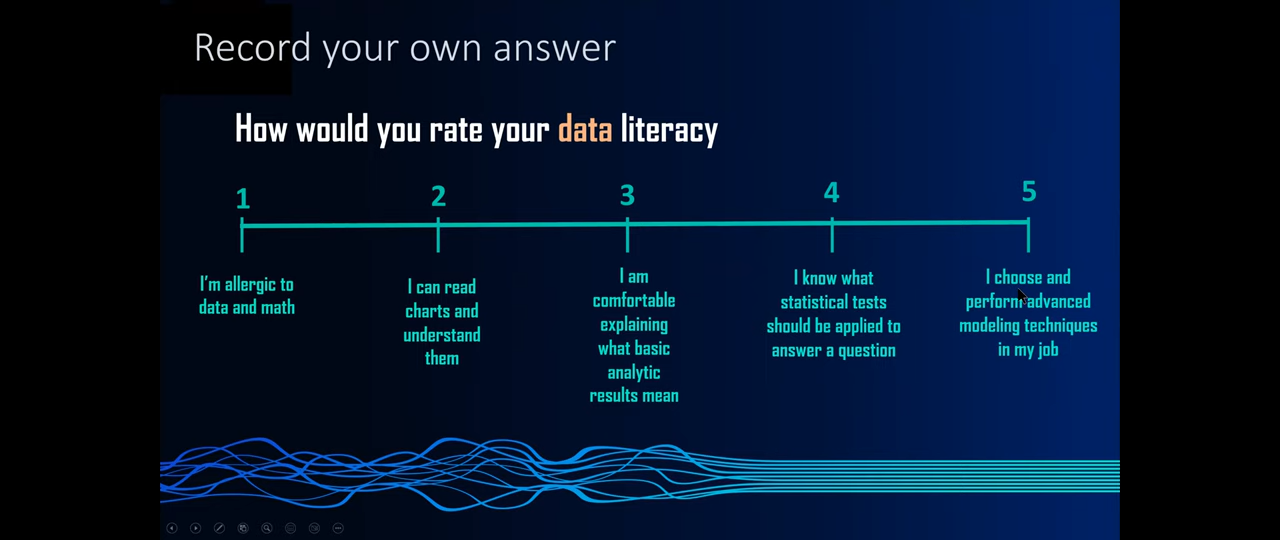 Record your own answer
How would you rate your data literacy
1
2
3
4
5
I'm allergic to
data and math
I can read
charts and
understand
them
I am
comfortable
explaining
what basic
analytic
results mean
I know what
statistical tests
should be applied to
answer a question
I choose and
perform advanced
modeling techniques
in my job